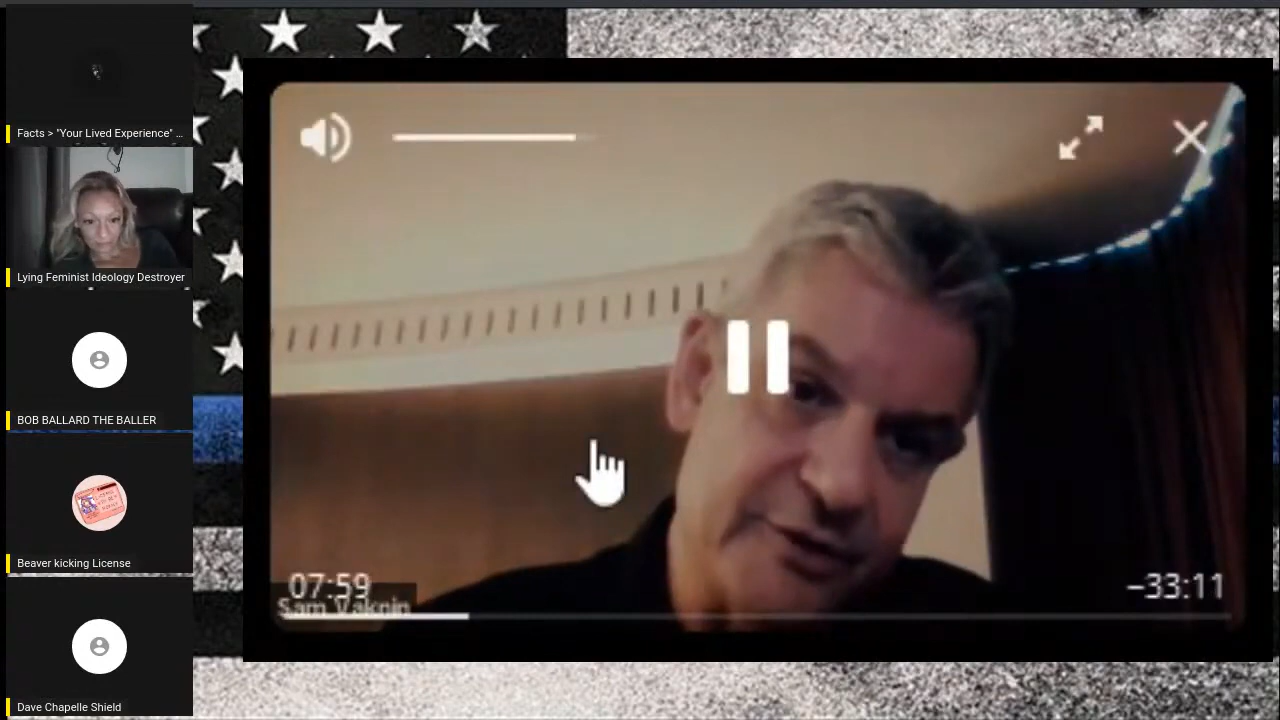 Facts > "Your Lived Experience" ...
Lying Feminist Ideology Destroyer
BOB BALLARD THE BALLER
Beaver kicking License
Dave Chapelle Shield
07:59
-33:11
Sam Vaknin